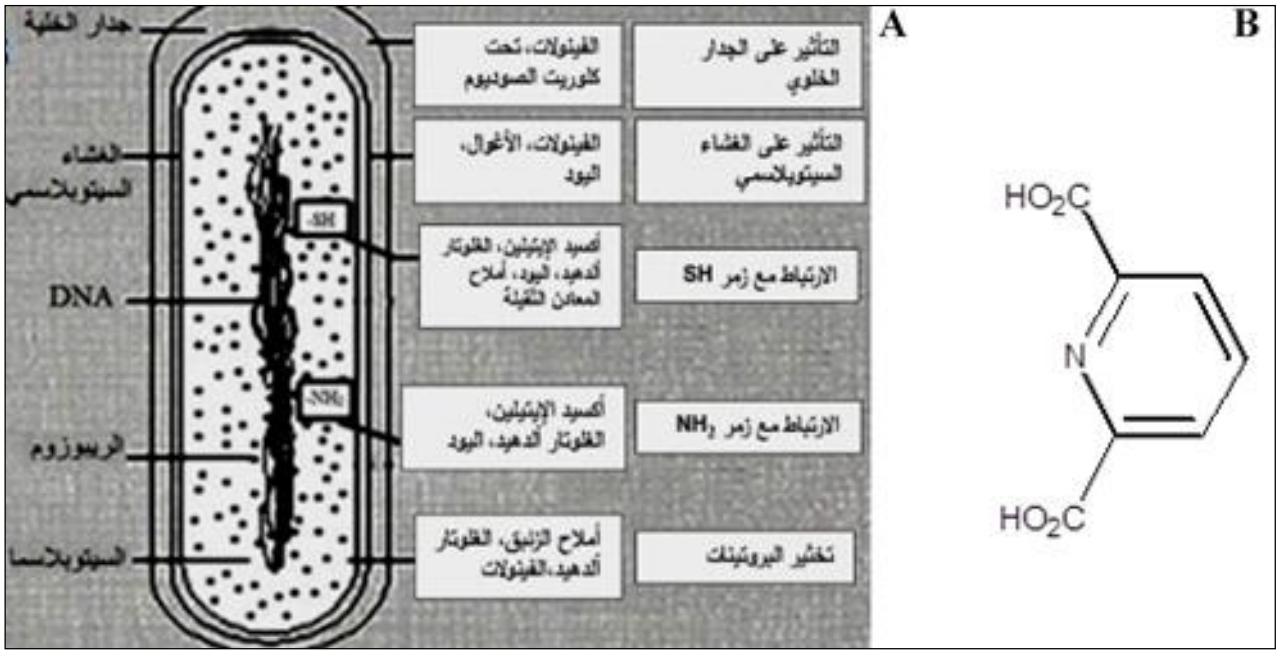 جدار الخلية
الغشاء
السيتوبلاسمي
DNA
الريبوزوم
السيتوبلاسما
-SH
-NH₂
الفينولات، تحت
كلوريت الصوديوم
التأثير على الجدار
الخلوي
الفينولات، الأغوال،
اليود
التأثير على الغشاء
السيتوبلاسمي
أكسيد الإيتيلين، الغلوتار
ألدهيد، اليود، أملاح
المعادن الثقيلة
الارتباط مع زمر SH
أكسيد الإيتيلين،
الغلوتار ألدهيد، اليود
الارتباط مع زمر NH₂
أملاح الزئبق، الغلوتار
ألدهيد،الفينولات
تخثير البروتينات
A
B
HO₂C
N
HO₂C